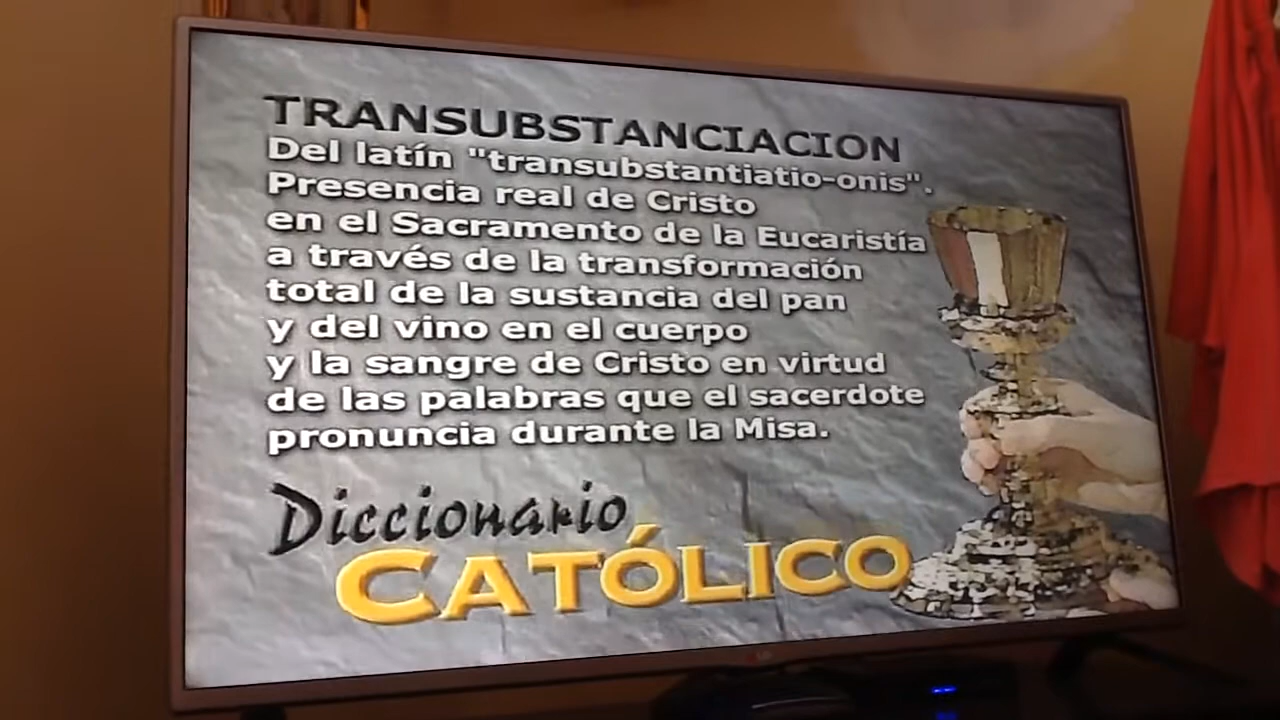 TRANSUBSTANCIACION
Del latín "transubstantiatio-onis".
Presencia real de Cristo
en el Sacramento de la Eucaristía
a través de la transformación
total de la sustancia del pan
y del vino en el cuerpo
y la sangre de Cristo en virtud
de las palabras que el sacerdote
pronuncia durante la Misa.
Diccionario
CATÓLICO
LG